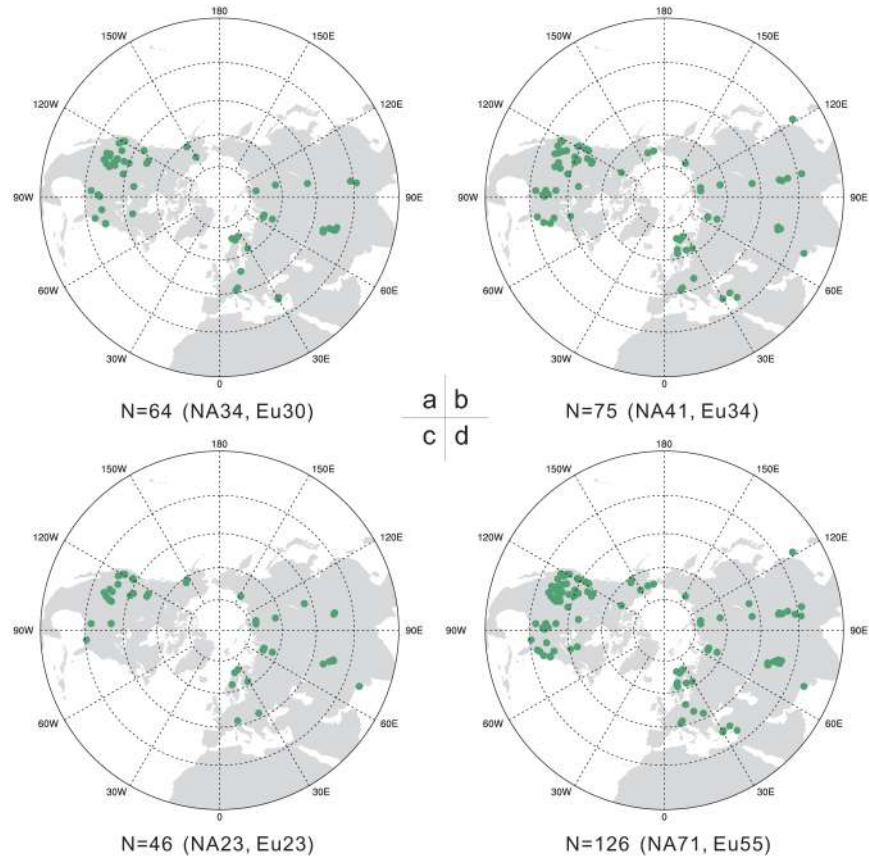 180
150W
150E
120W
120E
90W
90E
60W
60E
30W
30E
0
N=64 (NA34, Eu30)
180
150W
150E
120W
120E
90W
90E
60W
60E
30W
30E
0
N=75 (NA41, Eu34)
a b
c d
180
150W
150E
120W
120E
90W
90E
60W
60E
30W
30E
0
N=46 (NA23, Eu23)
180
150W
150E
120W
120E
90W
90E
60W
60E
30W
30E
0
N=126 (NA71, Eu55)